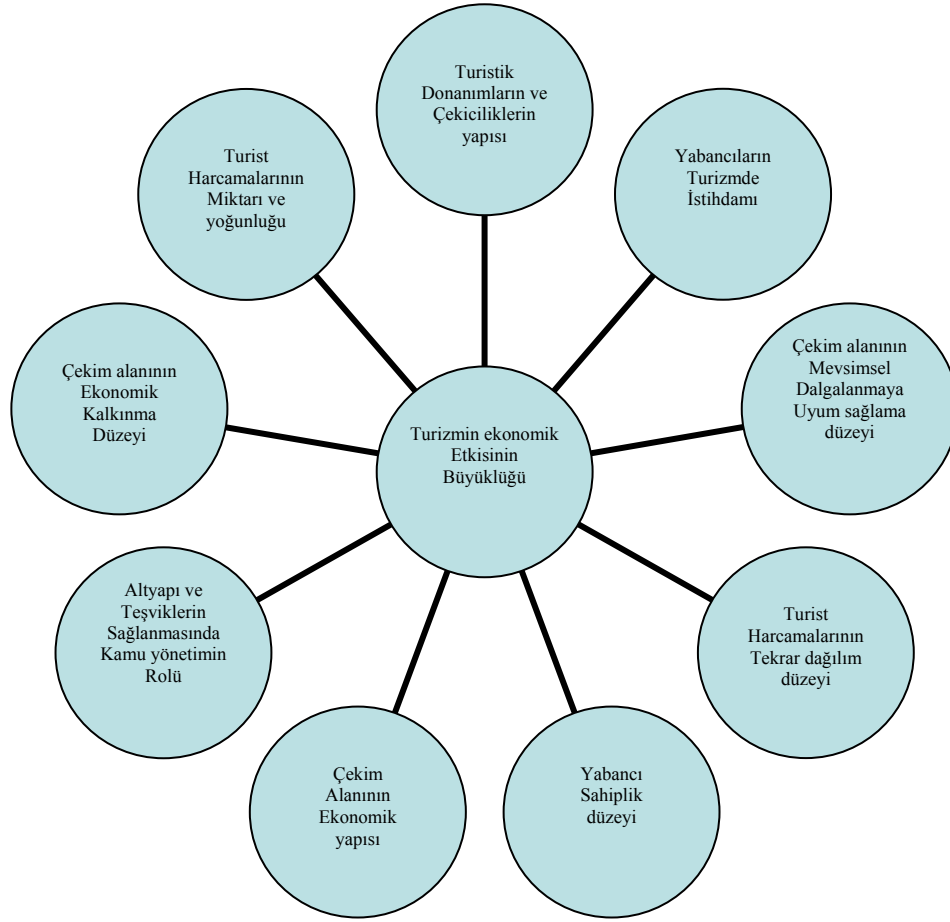 Turistik
Donanımların ve
Çekiciliklerin
yapısı
Yabancıların
Turizmde
İstihdamı
Çekim alanının
Mevsimsel
Dalgalanmaya
Uyum sağlama
düzeyi
Turist
Harcamalarının
Tekrar dağılım
düzeyi
Yabancı
Sahiplik
düzeyi
Çekim
Alanının
Ekonomik
yapısı
Altyapı ve
Teşviklerin
Sağlanmasında
Kamu yönetimin
Rolü
Çekim alanının
Ekonomik
Kalkınma
Düzeyi
Turist
Harcamalarının
Miktarı ve
yoğunluğu
Turizmin ekonomik
Etkisinin
Büyüklüğü